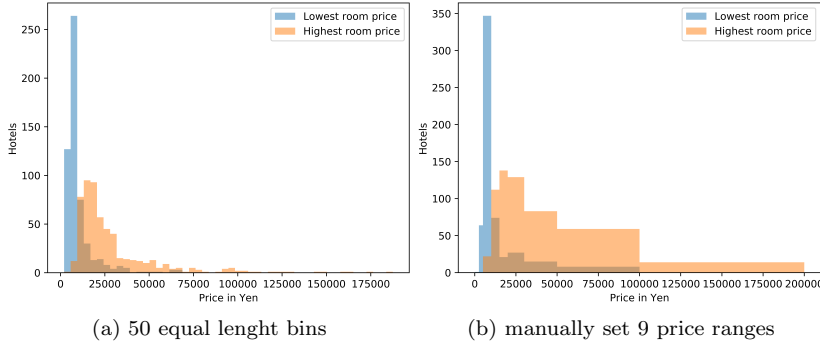 Lowest room price
Highest room price
250
200
150
100
50
0
Hotels
0 25000 50000 75000 100000 125000 150000 175000
Price in Yen
(a) 50 equal lenght bins
Lowest room price
Highest room price
350
300
250
200
150
100
50
0
Hotels
0 25000 50000 75000 100000 125000 150000 175000 200000
Price in Yen
(b) manually set 9 price ranges